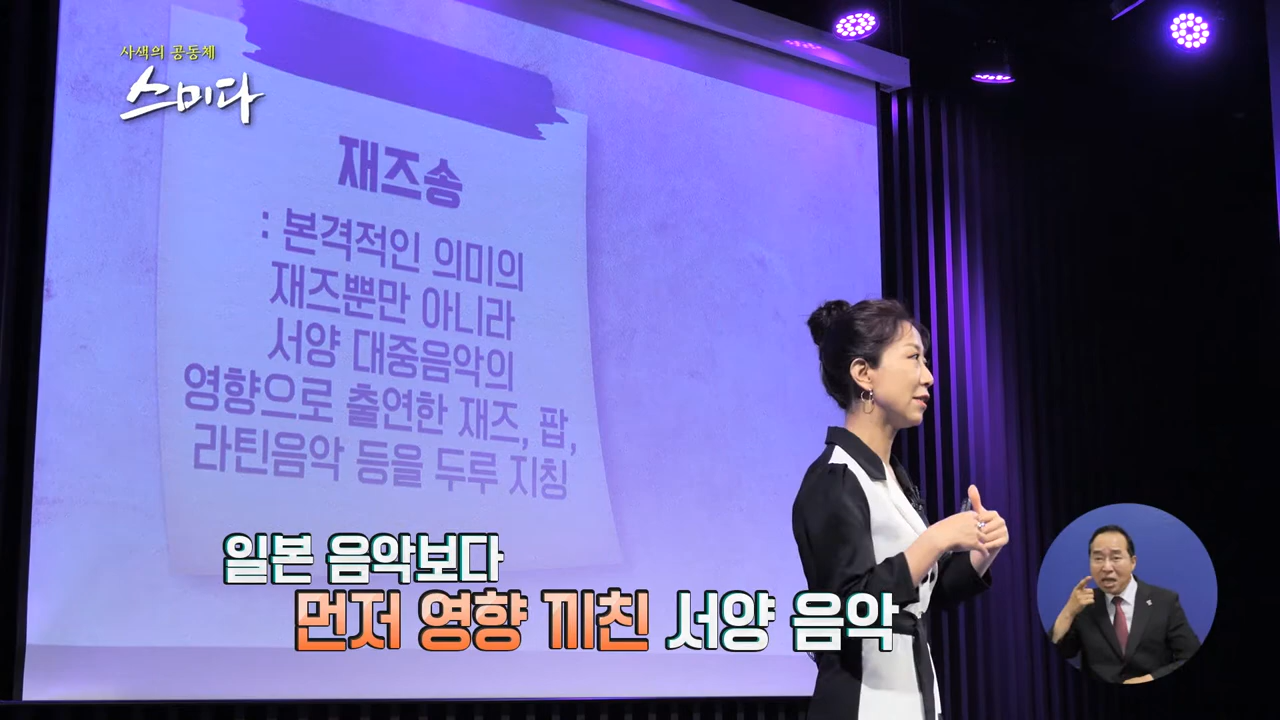 사색의 공동체
스미다
재즈송
: 본격적인 의미의
재즈뿐만 아니라
서양 대중음악의
영향으로 출연한 재즈, 팝,
라틴음악 등을 두루 지칭
일본 음악보다
먼저 영향 끼친 서양 음악